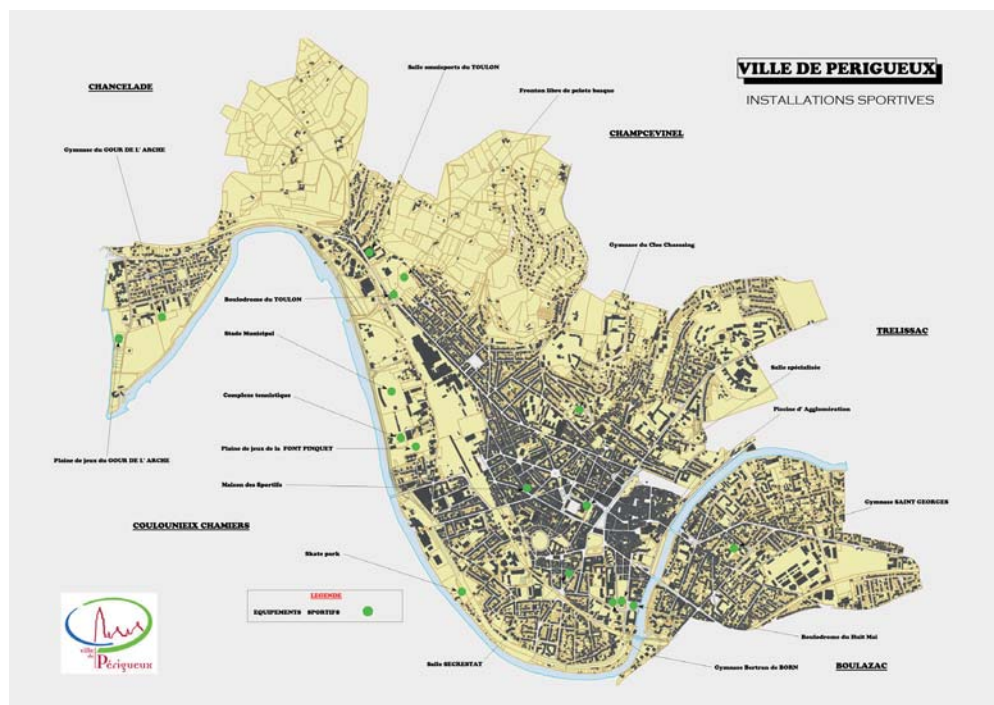 VILLE DE PERIGUEUX
INSTALLATIONS SPORTIVES
Salle omnisports du TOULON
CHANCELADE
Fronton libre de pelote basque
CHAMPCEVINEL
Gymnase du GOUR DE L' ARCHE
Gymnase du Clos Chassaing
Boulodrome du TOULON
Stade Municipal
TRELISSAC
Salle spécialisée
Complexe tennistique
Piscine d' Agglomération
Plaine de jeux de la FONT PINQUET
Plaine de jeux du GOUR DE L' ARCHE
Maison des Sportifs
Gymnase SAINT GEORGES
COULOUNIEIX CHAMIERS
Skate park
LEGENDE
EQUIPEMENTS SPORTIFS
Boulodrome du Huit Mai
Salle SECRESTAT
Gymnase Bertran de BORN
BOULAZAC
ville
de
Périgueux